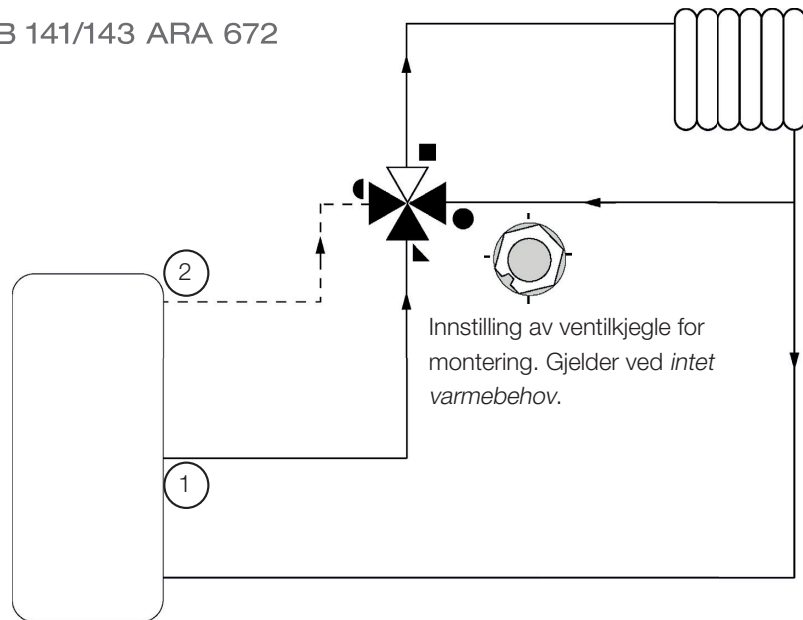 B 141/143 ARA 672
2
Innstilling av ventilkjegle for
montering. Gjelder ved intet
varmebehov.
1